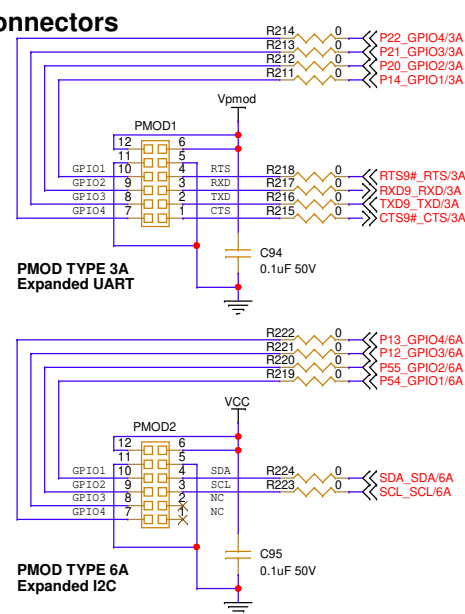 onnectors
R214 0 P22_GPIO4/3A
R213 0 P21_GPIO3/3A
R212 0 P20_GPIO2/3A
R211 0 P14_GPIO1/3A
Vpmod
PMOD1
12 6
11 5
GPIO1 10 4 RTS R218 0 RTS9#_RTS/3A
GPIO2 9 3 RXD R217 0 RXD9_RXD/3A
GPIO3 8 2 TXD R216 0 TXD9_TXD/3A
GPIO4 7 1 CTS R215 0 CTS9#_CTS/3A
C94
0.1uF 50V
PMOD TYPE 3A
Expanded UART
R222 0 P13_GPIO4/6A
R221 0 P12_GPIO3/6A
R220 0 P55_GPIO2/6A
R219 0 P54_GPIO1/6A
VCC
PMOD2
12 6
11 5
GPIO1 10 4 SDA R224 0 SDA_SDA/6A
GPIO2 9 3 SCL R223 0 SCL_SCL/6A
GPIO3 8 2 NC
GPIO4 7 1 NC
C95
0.1uF 50V
PMOD TYPE 6A
Expanded I2C